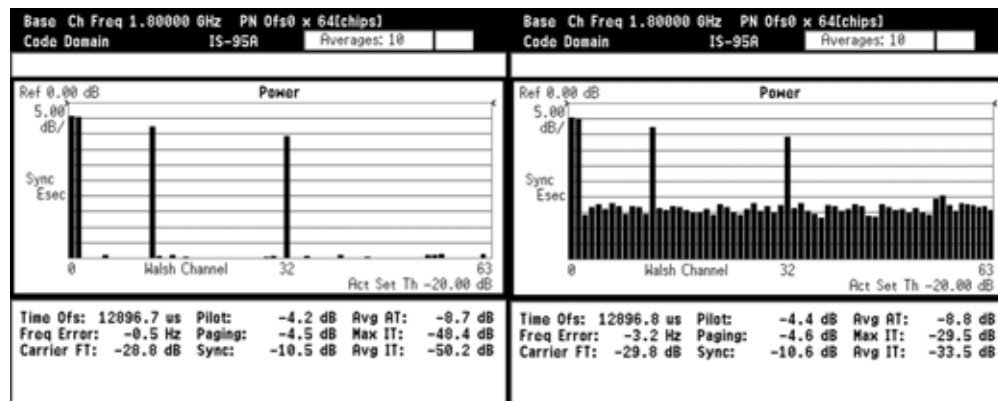 Base Ch Freq 1.80000 GHz PN Ofs0 x 64[chips]
Code Domain IS-95A Averages: 10
Ref 0.00 dB Power
5.00
dB/
Sync
Esec
0 Walsh Channel 32 63
Act Set Th -20.00 dB
Time Ofs: 12896.7 us Pilot: -4.2 dB Avg AT: -8.7 dB
Freq Error: -0.5 Hz Paging: -4.5 dB Max IT: -48.4 dB
Carrier FT: -28.8 dB Sync: -10.5 dB Avg IT: -50.2 dB
Base Ch Freq 1.80000 GHz PN Ofs0 x 64[chips]
Code Domain IS-95A Averages: 10
Ref 0.00 dB Power
5.00
dB/
Sync
Esec
0 Walsh Channel 32 63
Act Set Th -20.00 dB
Time Ofs: 12896.8 us Pilot: -4.4 dB Avg AT: -8.8 dB
Freq Error: -3.2 Hz Paging: -4.6 dB Max IT: -29.5 dB
Carrier FT: -29.8 dB Sync: -10.6 dB Avg IT: -33.5 dB